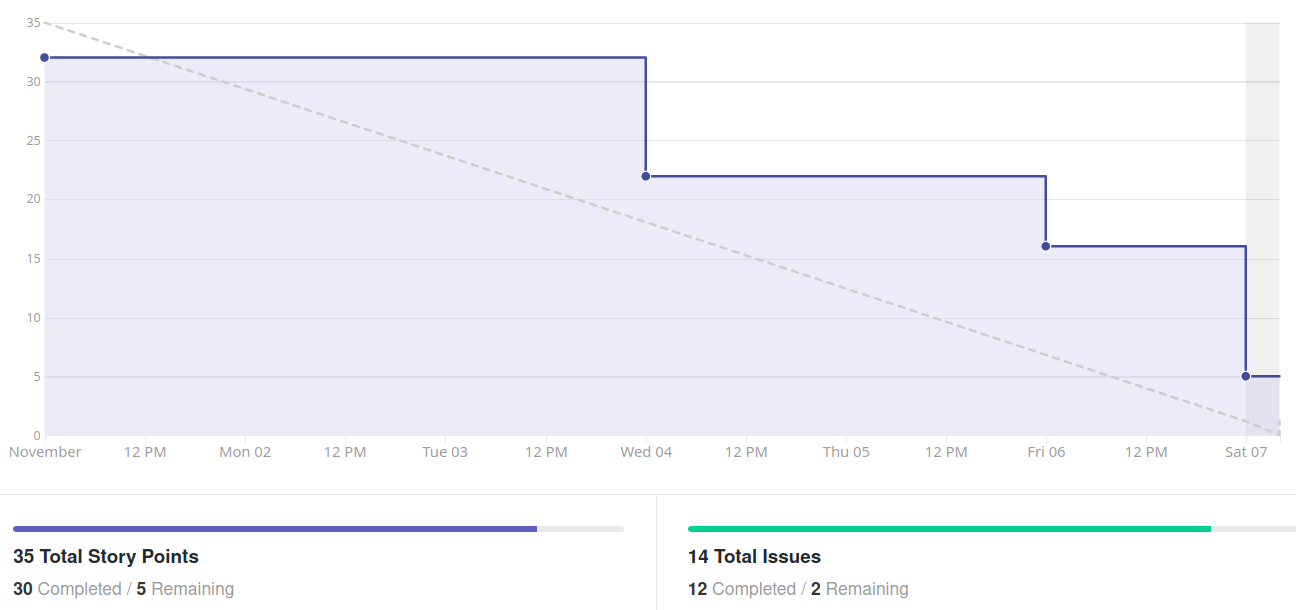 35
30
25
20
15
10
5
0
November 12 PM Mon 02 12 PM Tue 03 12 PM Wed 04 12 PM Thu 05 12 PM Fri 06 12 PM Sat 07
35 Total Story Points
30 Completed / 5 Remaining
14 Total Issues
12 Completed / 2 Remaining